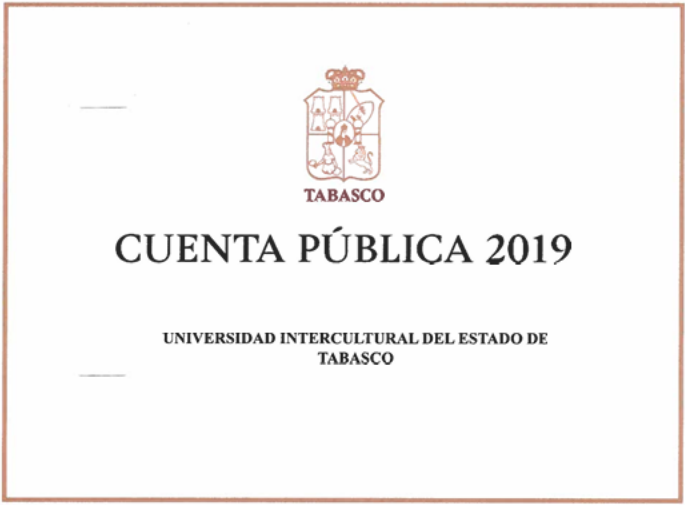 TABASCO
CUENTA PÚBLICA 2019
UNIVERSIDAD INTERCULTURAL DEL ESTADO DE
TABASCO